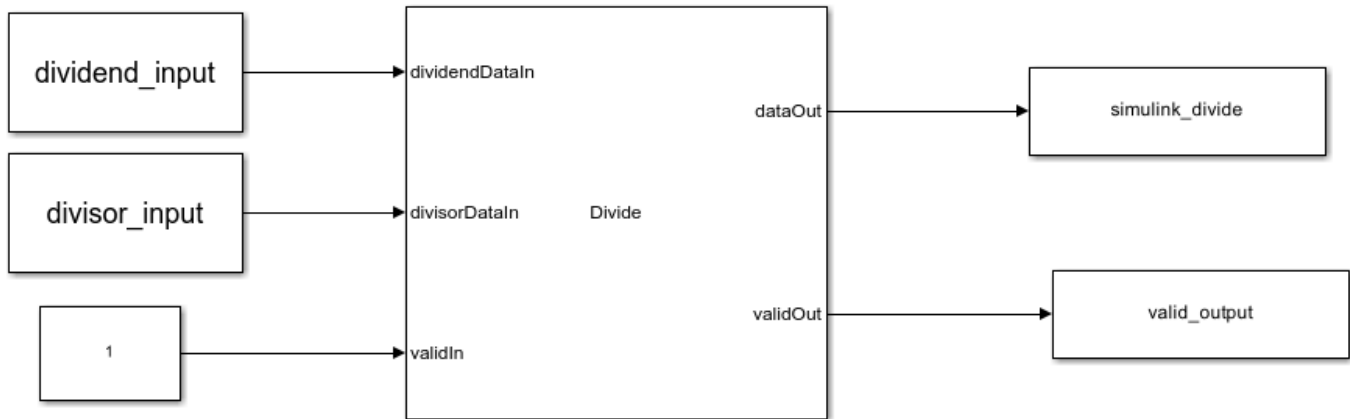 dividend_input
dividendDataIn
dataOut
simulink_divide
divisor_input
divisorDataIn
Divide
validOut
valid_output
1
validIn